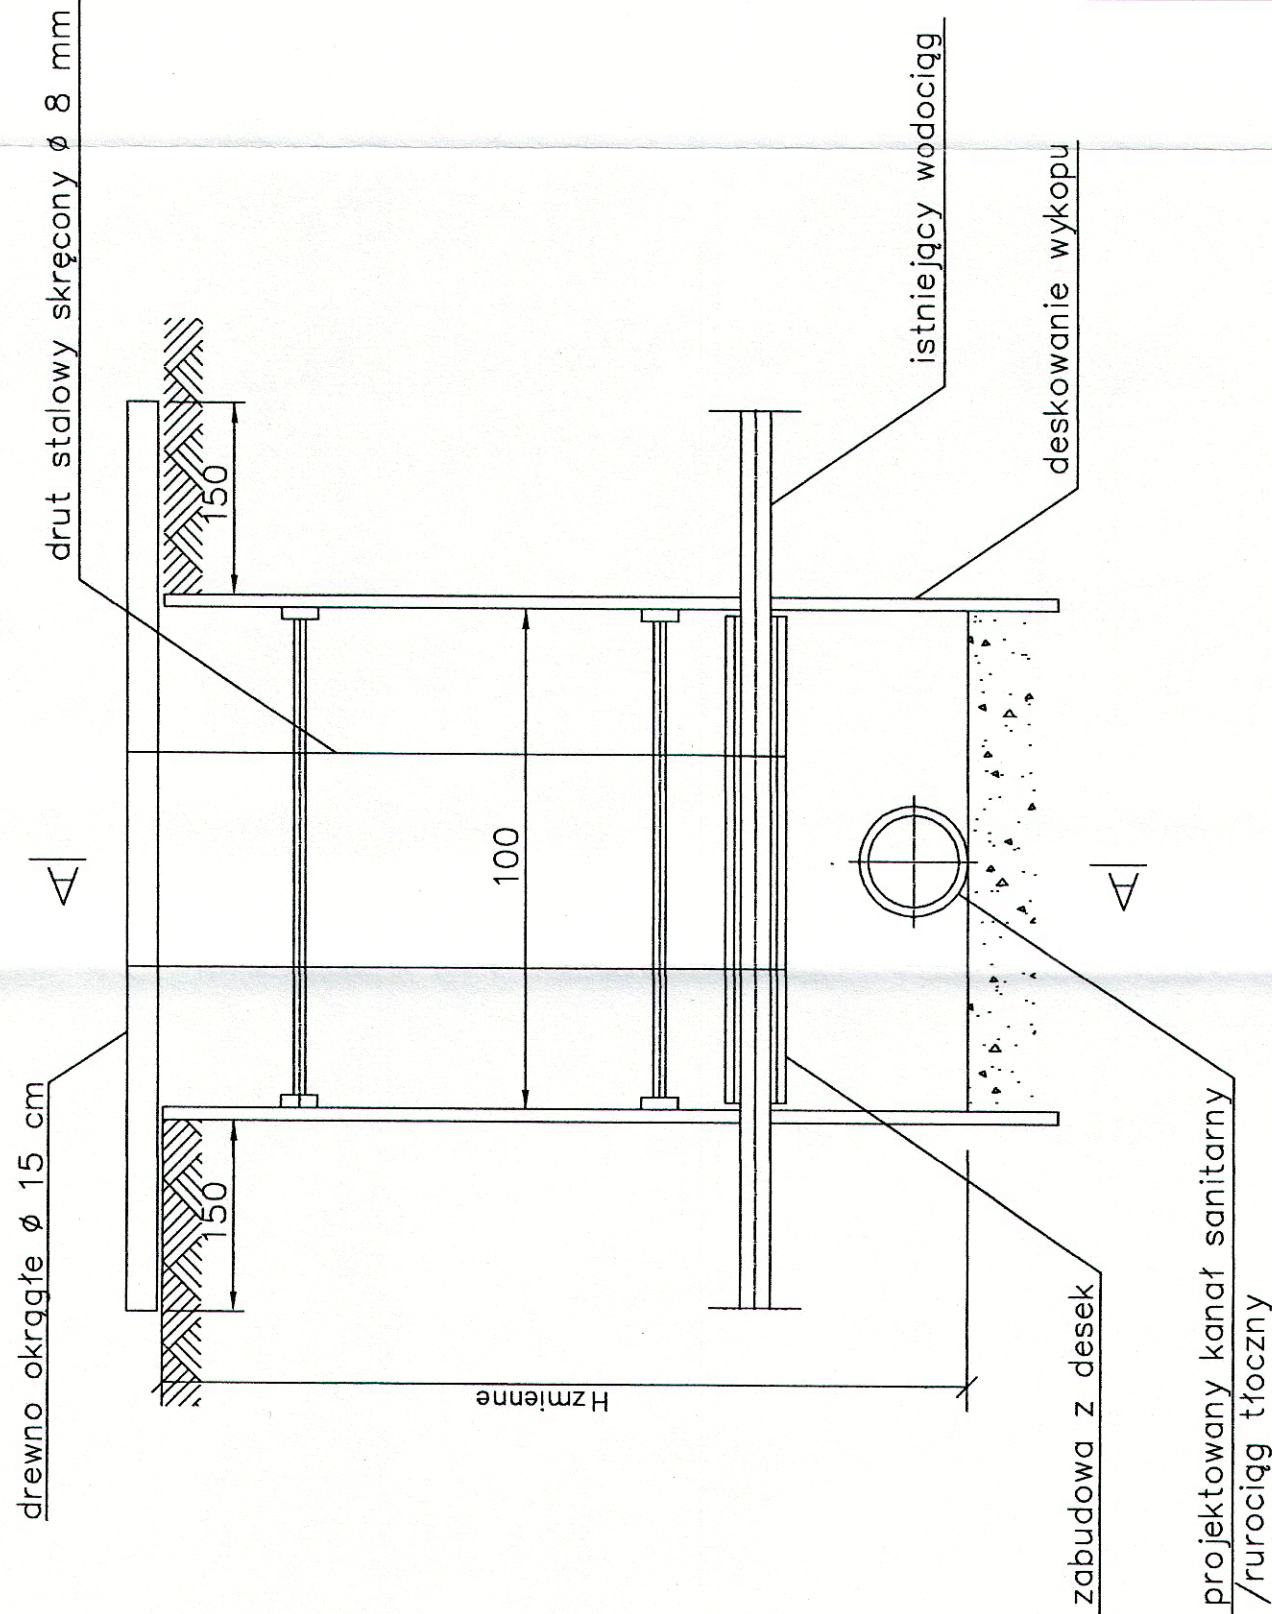 drewno okrągłe ø 15 cm
drut stalowy skręcony ø 8 mm
A
150
150
100
Hzmienne
istniejący wodociąg
deskowanie wykopu
A
zabudowa z desek
projektowany kanał sanitarny
/rurociąg tłoczny